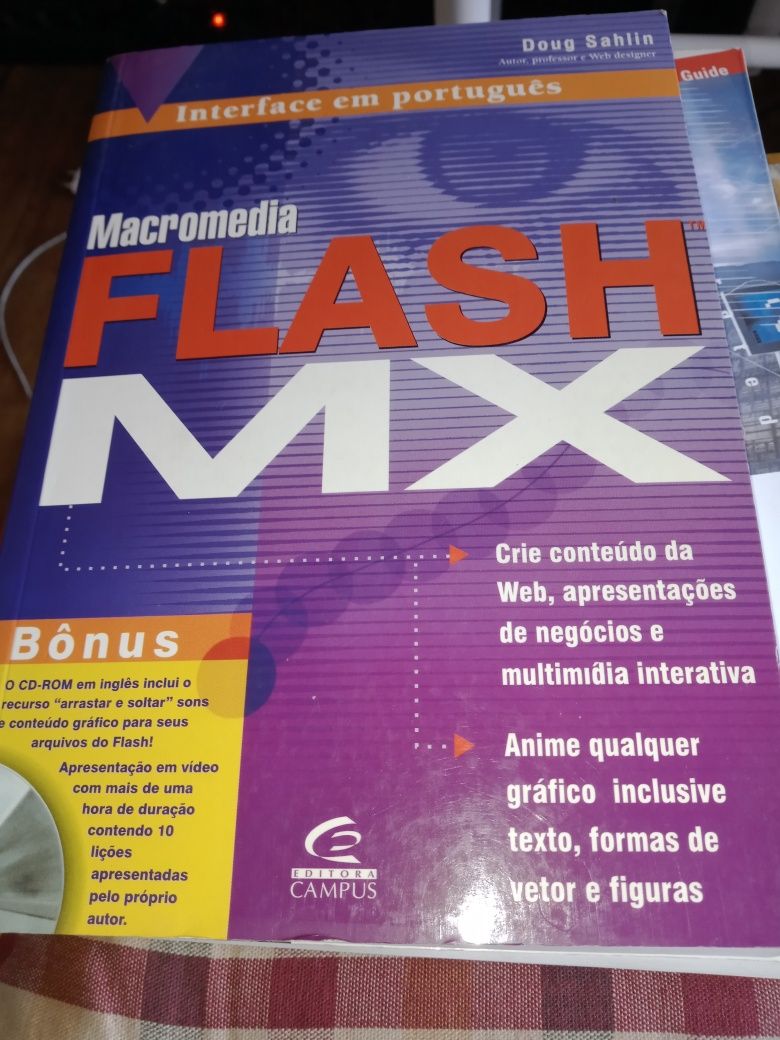 Doug Sahlin
Autor, professor e Web designer
Guide
Interface em português
Macromedia
FLASH™
MX
Crie conteúdo da
Web, apresentações
de negócios e
multimídia interativa
Anime qualquer
gráfico inclusive
texto, formas de
vetor e figuras
Bônus
O CD-ROM em inglês inclui o
recurso "arrastar e soltar" sons
e conteúdo gráfico para seus
arquivos do Flash!
Apresentação em vídeo
com mais de uma
hora de duração
contendo 10
lições
apresentadas
pelo próprio
autor.
EDITORA
CAMPUS